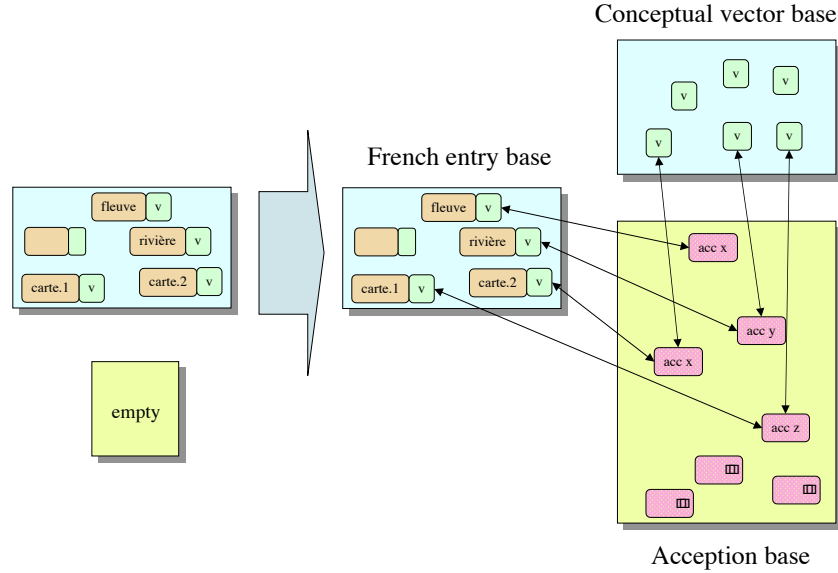 Conceptual vector base
v
v
v
v
v
v
French entry base
fleuve v
rivière v
carte.1 v
carte.2 v
empty
fleuve v
rivière v
carte.1 v
carte.2 v
acc x
acc y
acc x
acc z
Acception base